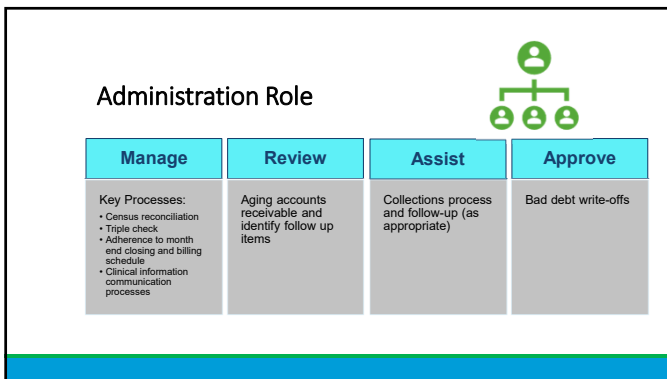 Administration Role
Manage
Key Processes:
• Census reconciliation
• Triple check
• Adherence to month
end closing and billing
schedule
• Clinical information
communication
processes
Review
Aging accounts
receivable and
identify follow up
items
Assist
Collections process
and follow-up (as
appropriate)
Approve
Bad debt write-offs